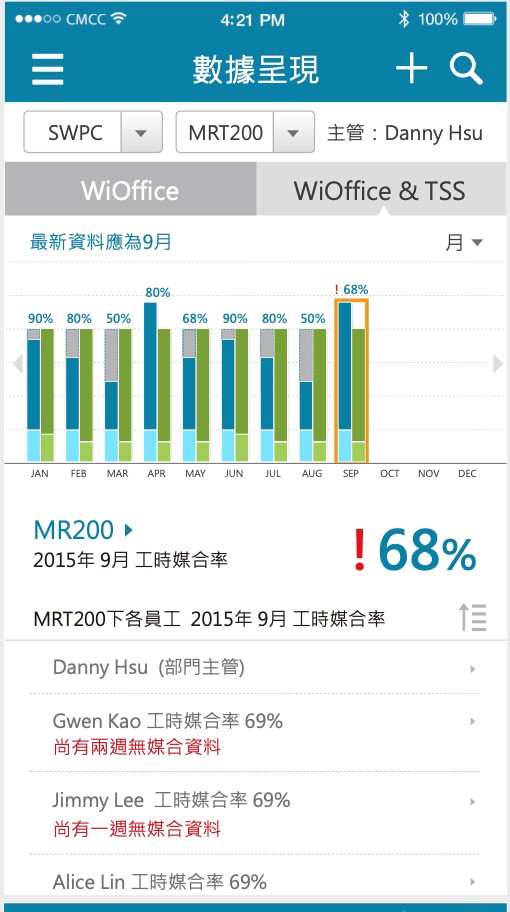 CMCC 4:21 PM 100%
數據呈現
SWPC MRT200 主管：Danny Hsu
WiOffice WiOffice & TSS
最新資料應為9月 月
80% ! 68%
90% 80% 50% 68% 90% 80% 50%
JAN FEB MAR APR MAY JUN JUL AUG SEP OCT NOV DEC
MR200
2015年 9月 工時媒合率
! 68%
MRT200下各員工 2015年 9月 工時媒合率
Danny Hsu (部門主管)
Gwen Kao 工時媒合率 69%
尚有兩週無媒合資料
Jimmy Lee 工時媒合率 69%
尚有一週無媒合資料
Alice Lin 工時媒合率 69%